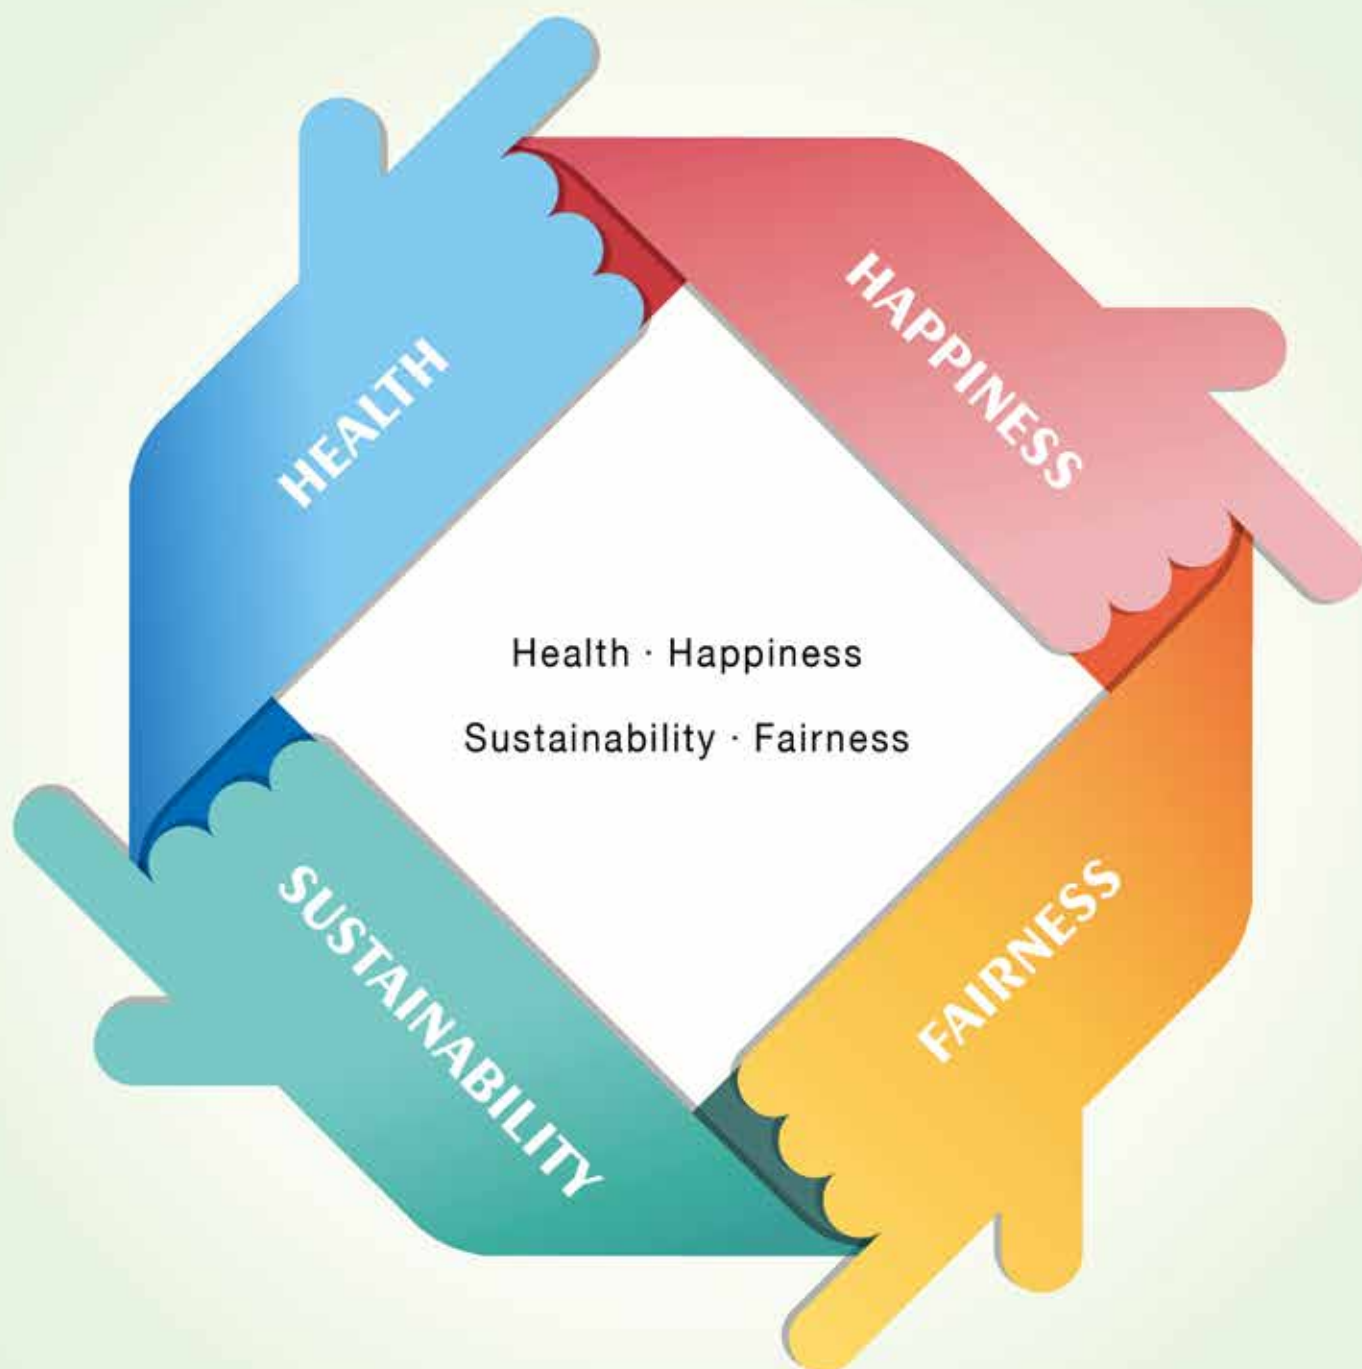 HEALTH
HAPPINESS
Health · Happiness
Sustainability · Fairness
SUSTAINABILITY
FAIRNESS